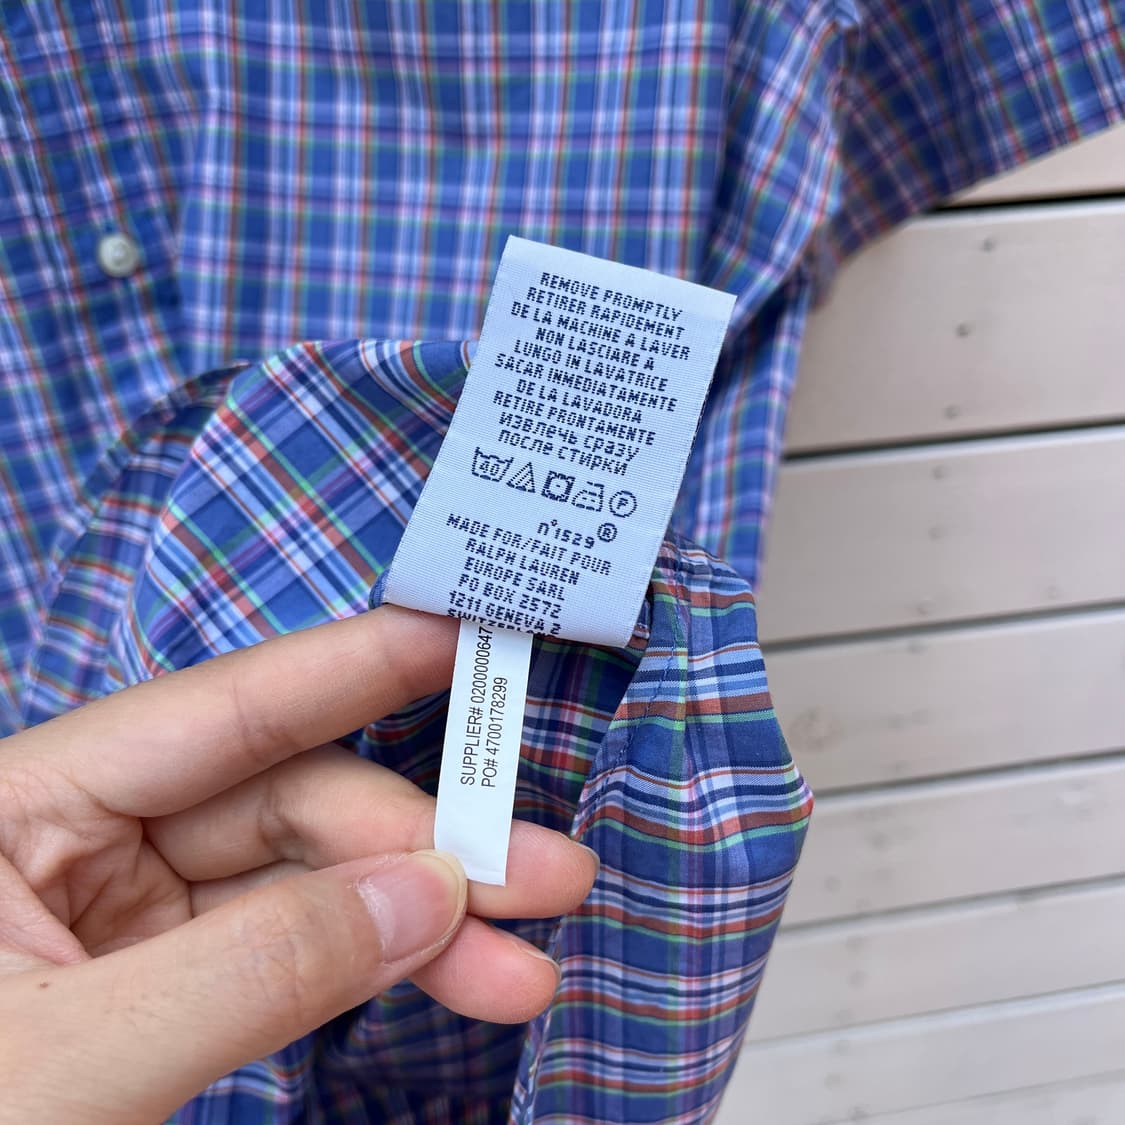 REMOVE PROMPTLY
RETIRER RAPIDEMENT
DE LA MACHINE A LAVER
NON LASCIARE A
LUNGO IN LAVATRICE
SACAR INMEDIATAMENTE
DE LA LAVADORA
RETIRE PRONTAMENTE
извлечь сразу
после стирки
40 P
n°1529®
MADE FOR/FAIT POUR
RALPH LAUREN
EUROPE SARL
PO BOX 2572
1211 GENEVA 2
SWITZERLAND
SUPPLIER# 0200000647
PO# 4700178299